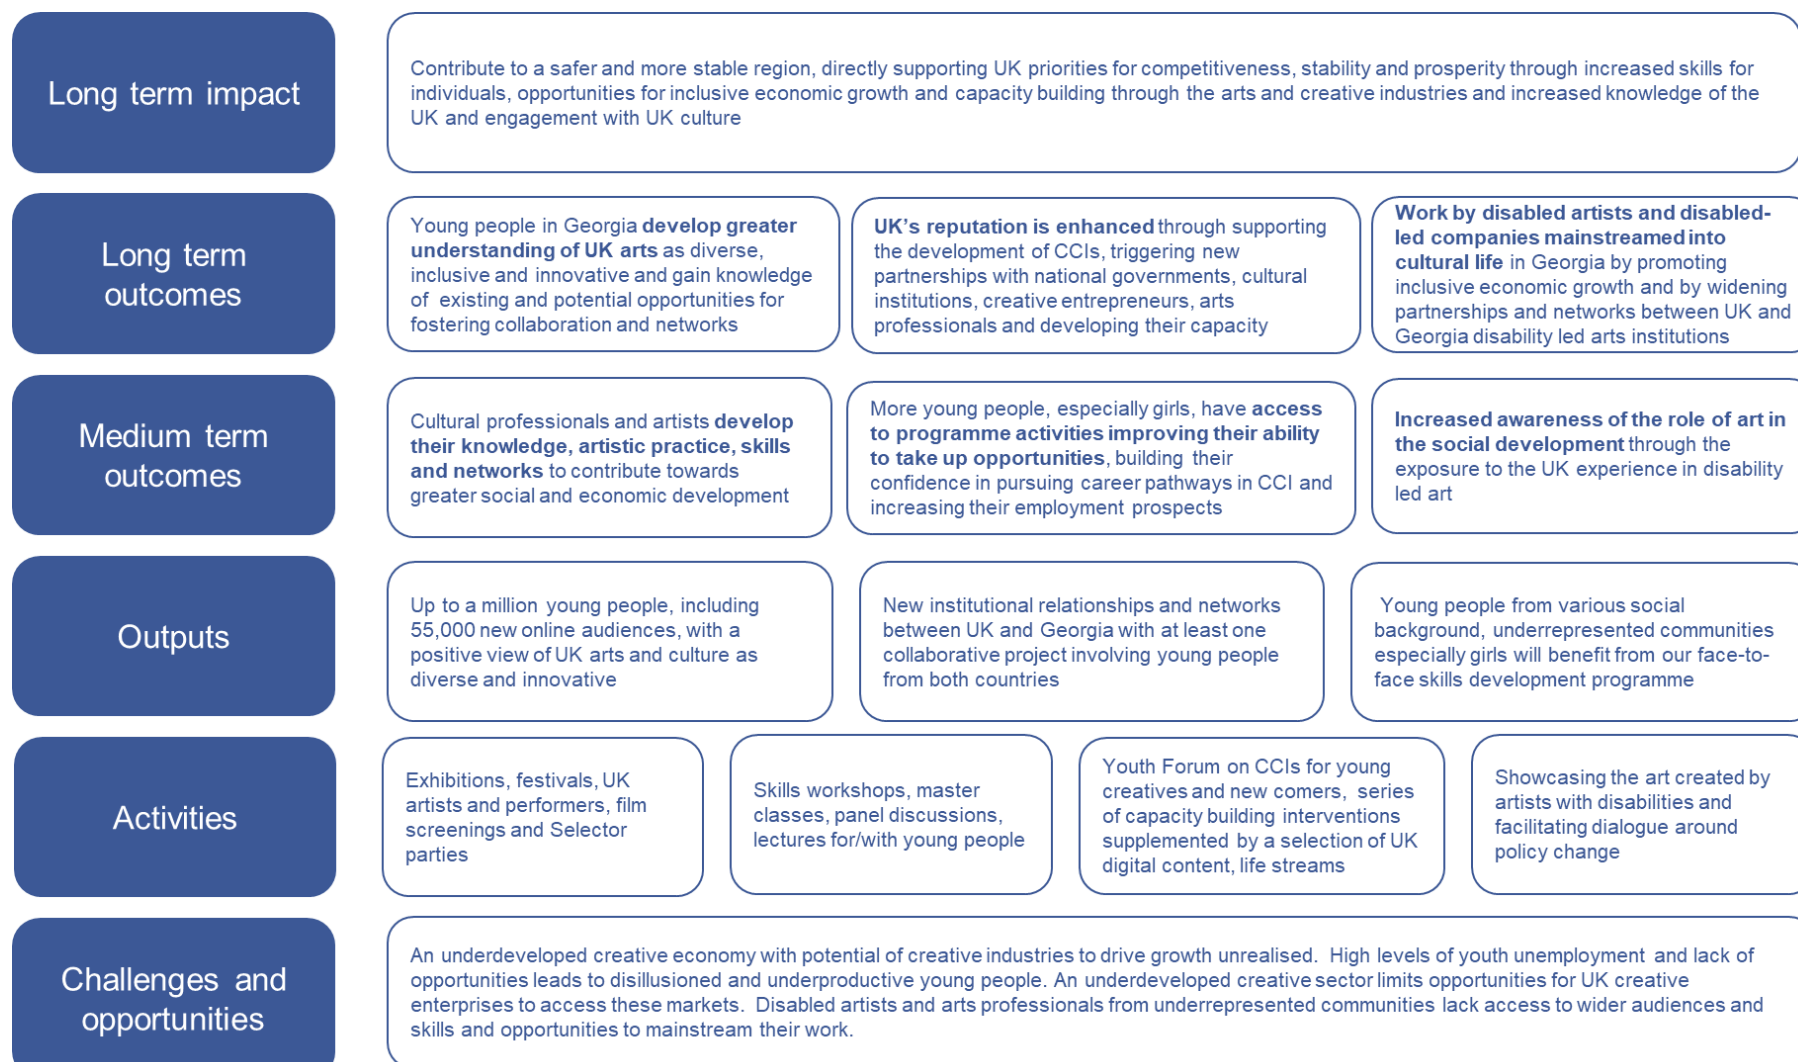 Long term impact
Contribute to a safer and more stable region, directly supporting UK priorities for competitiveness, stability and prosperity through increased skills for
individuals, opportunities for inclusive economic growth and capacity building through the arts and creative industries and increased knowledge of the
UK and engagement with UK culture
Long term
outcomes
Young people in Georgia develop greater
understanding of UK arts as diverse,
inclusive and innovative and gain knowledge
of existing and potential opportunities for
fostering collaboration and networks
UK's reputation is enhanced through supporting
the development of CCIs, triggering new
partnerships with national governments, cultural
institutions, creative entrepreneurs, arts
professionals and developing their capacity
Work by disabled artists and disabled-
led companies mainstreamed into
cultural life in Georgia by promoting
inclusive economic growth and by widening
partnerships and networks between UK and
Georgia disability led arts institutions
Medium term
outcomes
Cultural professionals and artists develop
their knowledge, artistic practice, skills
and networks to contribute towards
greater social and economic development
More young people, especially girls, have access
to programme activities improving their ability
to take up opportunities, building their
confidence in pursuing career pathways in CCI and
increasing their employment prospects
Increased awareness of the role of art in
the social development through the
exposure to the UK experience in disability
led art
Outputs
Up to a million young people, including
55,000 new online audiences, with a
positive view of UK arts and culture as
diverse and innovative
New institutional relationships and networks
between UK and Georgia with at least one
collaborative project involving young people
from both countries
Young people from various social
background, underrepresented communities
especially girls will benefit from our face-to-
face skills development programme
Activities
Exhibitions, festivals, UK
artists and performers, film
screenings and Selector
parties
Skills workshops, master
classes, panel discussions,
lectures for/with young people
Youth Forum on CCIs for young
creatives and new comers, series
of capacity building interventions
supplemented by a selection of UK
digital content, life streams
Showcasing the art created by
artists with disabilities and
facilitating dialogue around
policy change
Challenges and
opportunities
An underdeveloped creative economy with potential of creative industries to drive growth unrealised. High levels of youth unemployment and lack of
opportunities leads to disillusioned and underproductive young people. An underdeveloped creative sector limits opportunities for UK creative
enterprises to access these markets. Disabled artists and arts professionals from underrepresented communities lack access to wider audiences and
skills and opportunities to mainstream their work.